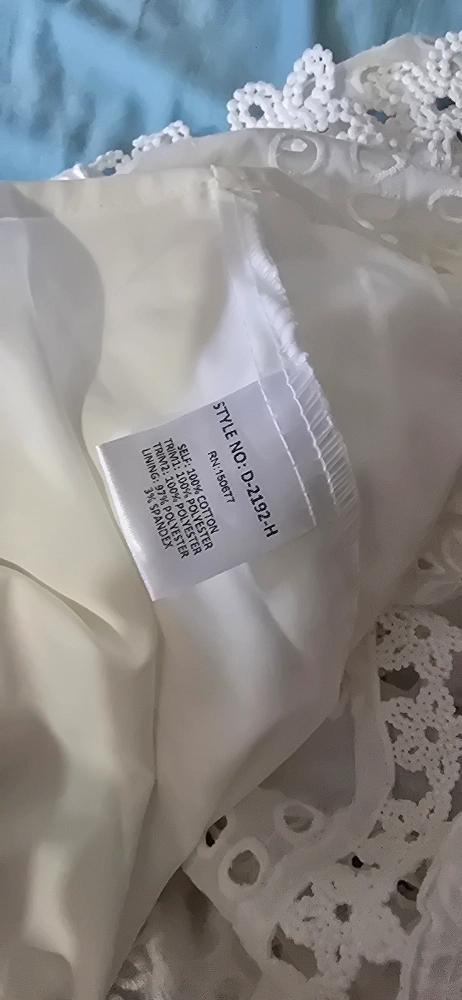 STYLE NO: D-2192-H
RN:150677
SELF: 100% COTTON
TRIM1: 100% POLYESTER
TRIM2: 100% POLYESTER
LINING: 97% POLYESTER
3% SPANDEX